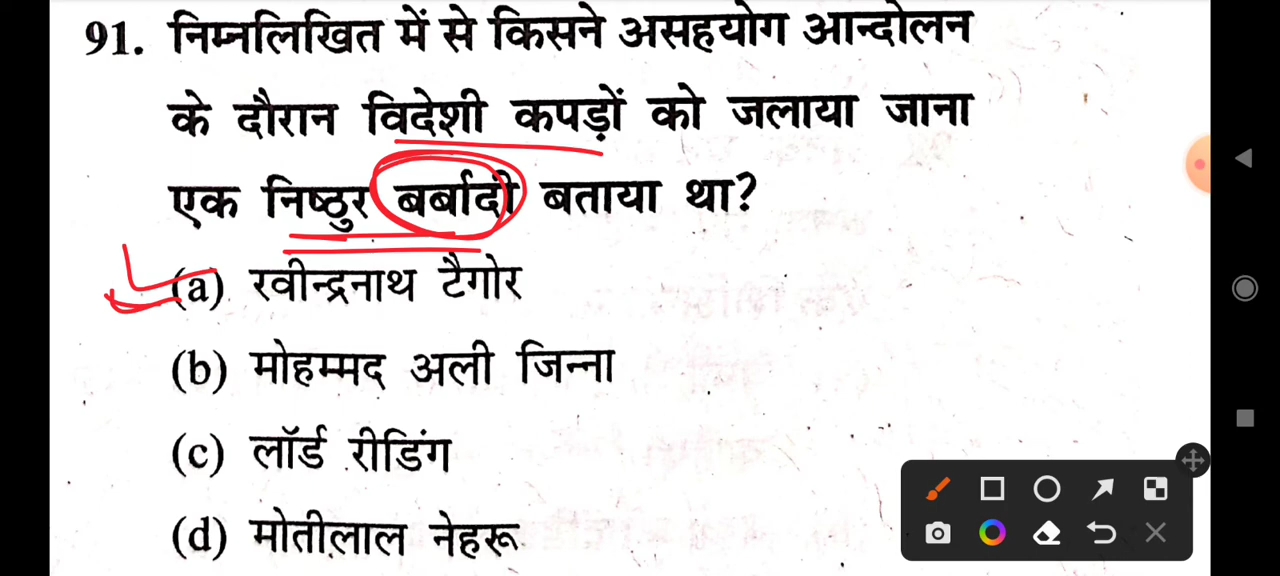 91. निम्नलिखित में से किसने असहयोग आन्दोलन
के दौरान विदेशी कपड़ों को जलाया जाना
एक निष्ठुर बर्बादी बताया था?
(a) रवीन्द्रनाथ टैगोर
(b) मोहम्मद अली जिन्ना
(c) लॉर्ड रीडिंग
(d) मोतीलाल नेहरू